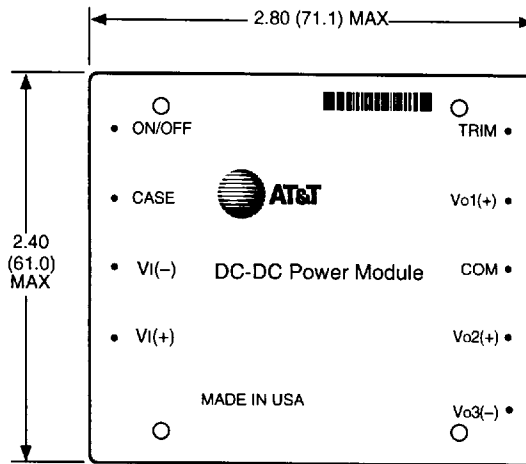 2.80 (71.1) MAX
ON/OFF
TRIM
CASE
AT&T
Vo1(+)
2.40
(61.0)
MAX
VI(–)
DC-DC Power Module
COM
VI(+)
Vo2(+)
MADE IN USA
Vo3(–)